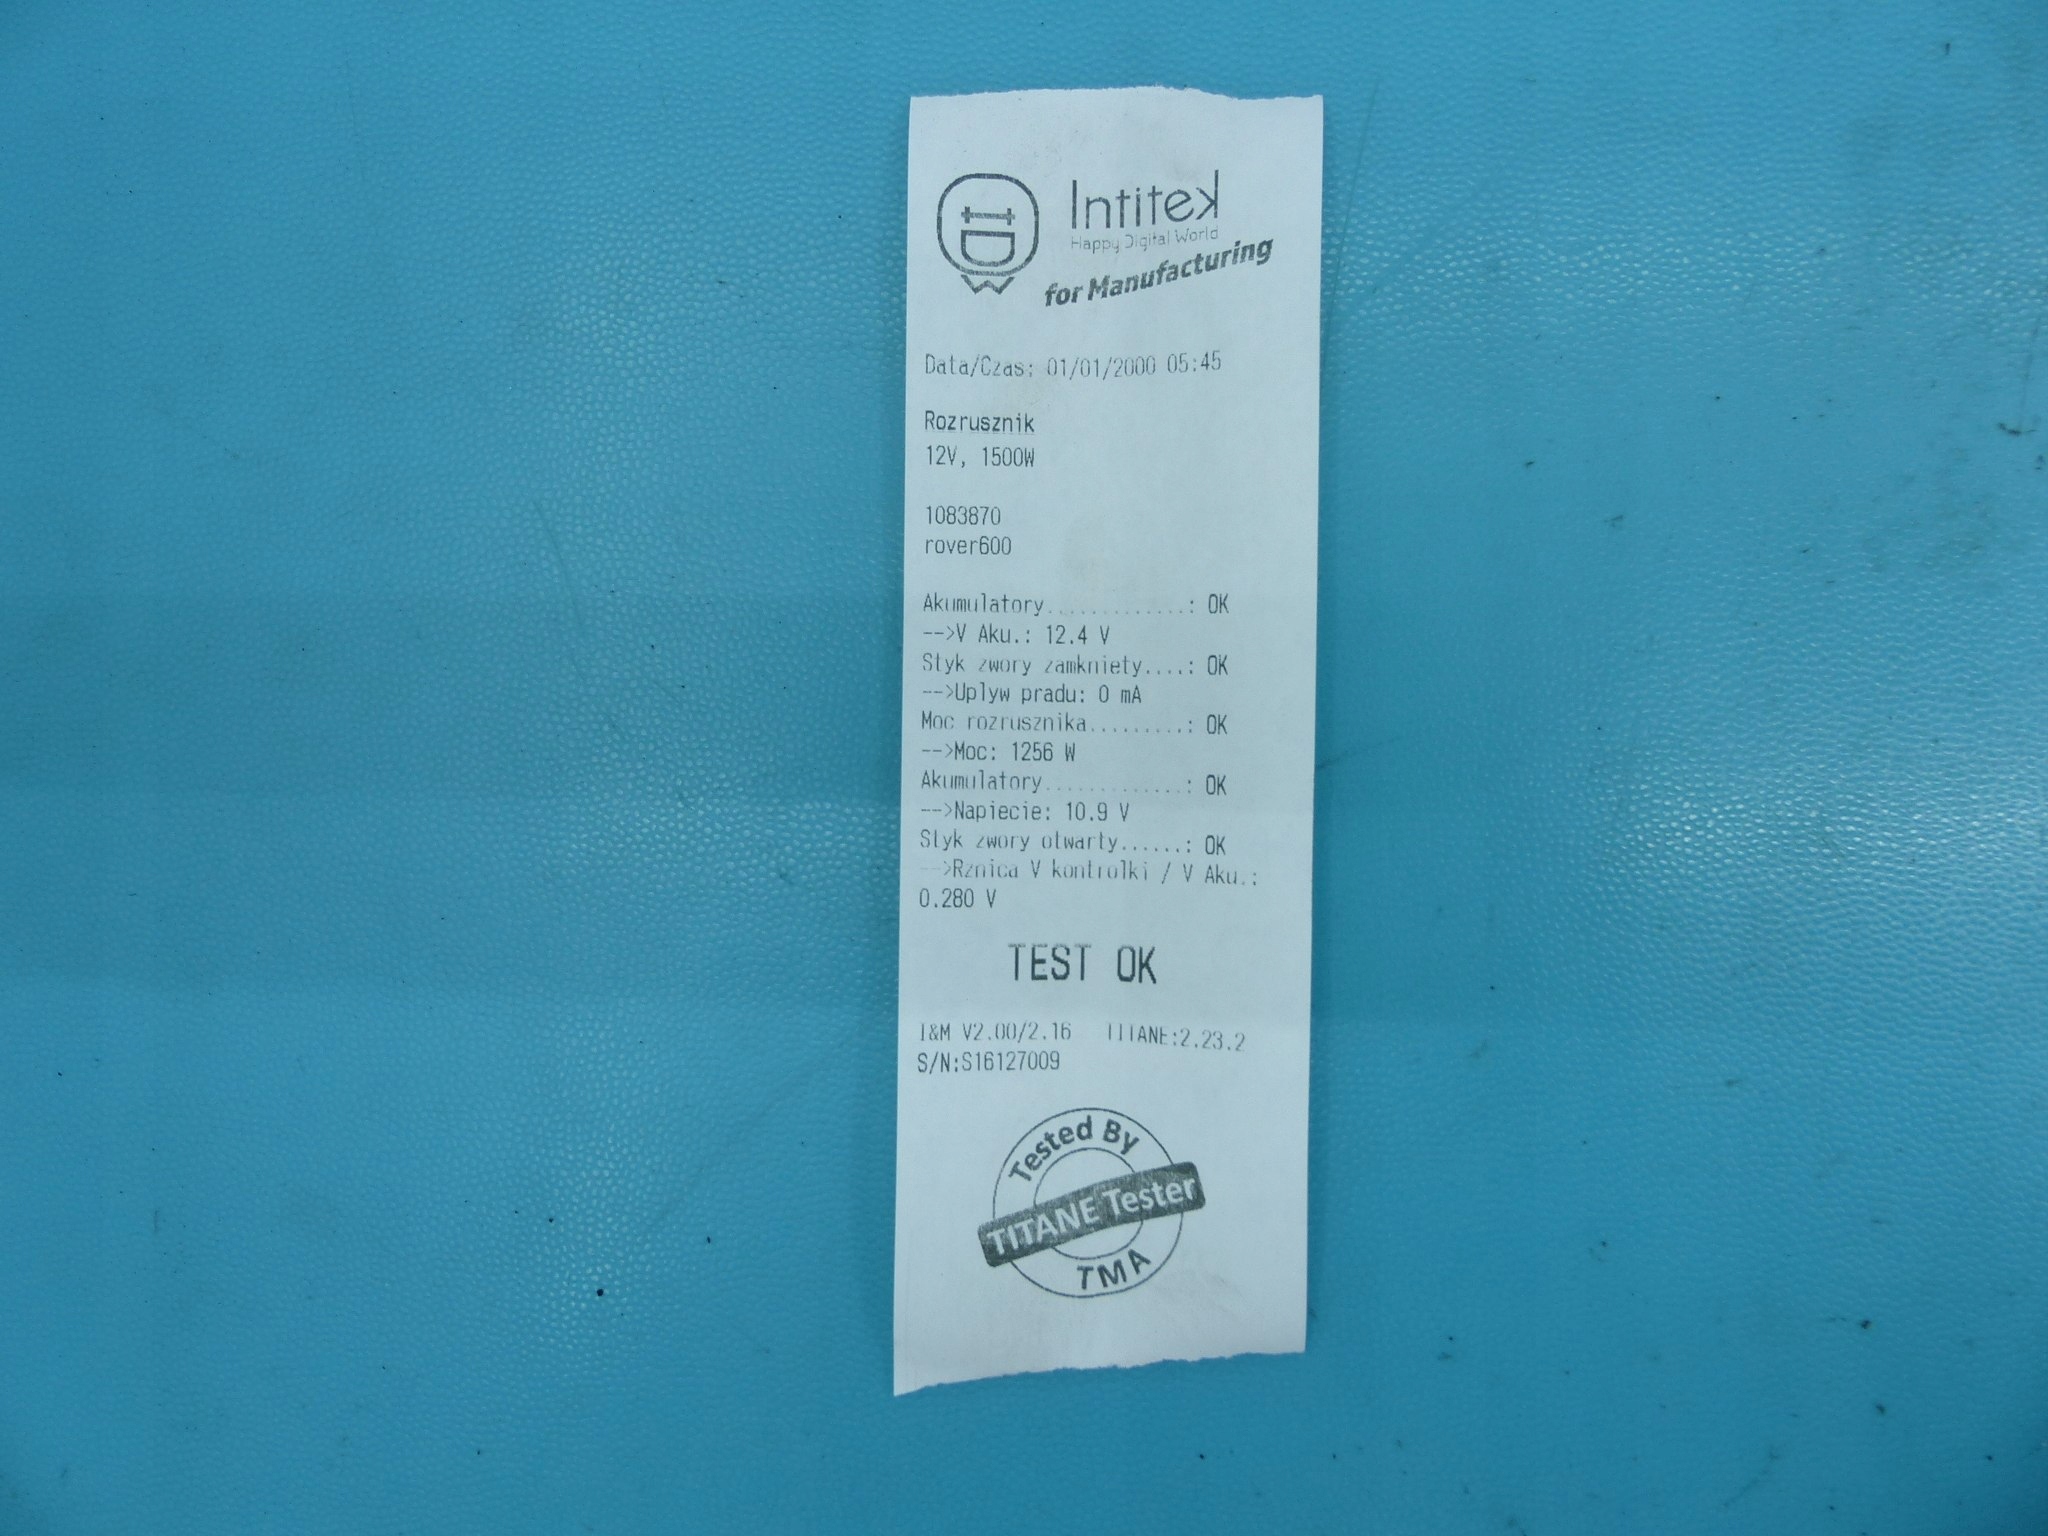 Intitek
Happy Digital World
for Manufacturing
Data/Czas: 01/01/2000 05:45
Rozrusznik
12V, 1500W
1083870
rover600
Akumulatory.............: OK
-->V Aku.: 12.4 V
Styk zwory zamkniety....: OK
-->Uplyw pradu: 0 mA
Moc rozrusznika.........: OK
-->Moc: 1256 W
Akumulatory.............: OK
-->Napiecie: 10.9 V
Styk zwory otwarty......: OK
-->Rznica V kontrolki / V Aku.:
0.280 V
TEST OK
I&M V2.00/2.16 TITANE:2.23.2
S/N:S16127009
Tested By
TITANE Tester
TMA